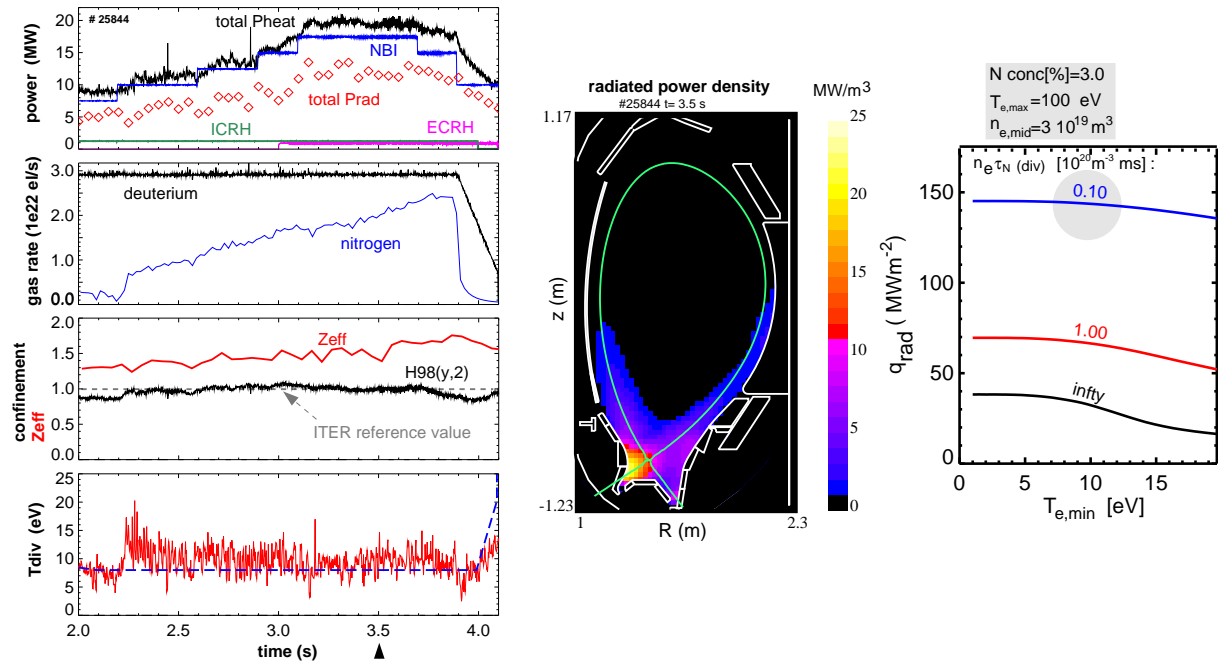 # 25844
total Pheat
NBI
total Prad
ICRH
ECRH
power (MW)
20
15
10
5
0
deuterium
nitrogen
gas rate (1e22 el/s)
3.0
2.0
1.0
0.0
Zeff
H98(y,2)
ITER reference value
confinement
Zeff
2.0
1.5
1.0
0.5
0.0
Tdiv (eV)
25
20
15
10
5
0
2.0 2.5 3.0 3.5 4.0
time (s)
radiated power density
#25844 t= 3.5 s
MW/m3
1.17
z (m)
-1.23
1
2.3
R (m)
25
20
15
10
5
0
N conc[%]=3.0
Te,max=100 eV
ne,mid=3 10^19 m^3
neτN (div) [10^20 m^-3 ms] :
0.10
1.00
infty
qrad ( MWm^-2 )
150
100
50
0
0 5 10 15
Te,min [eV]